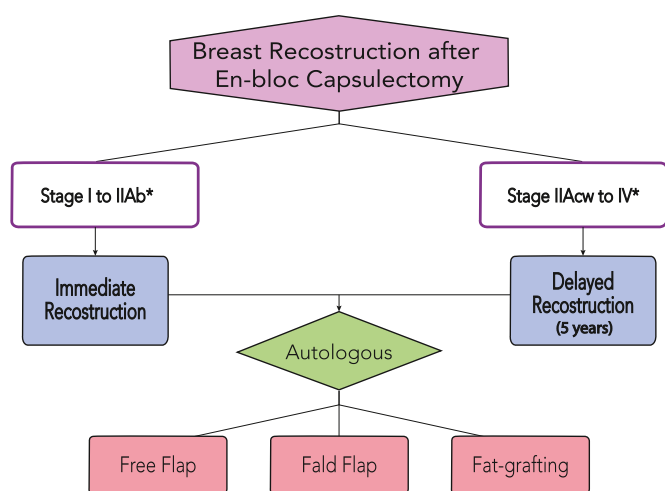 Breast Recostruction after
En-bloc Capsulectomy
Stage I to IIAb*
Stage IIAcw to IV*
Immediate
Recostruction
Delayed
Recostruction
(5 years)
Autologous
Free Flap
Fald Flap
Fat-grafting